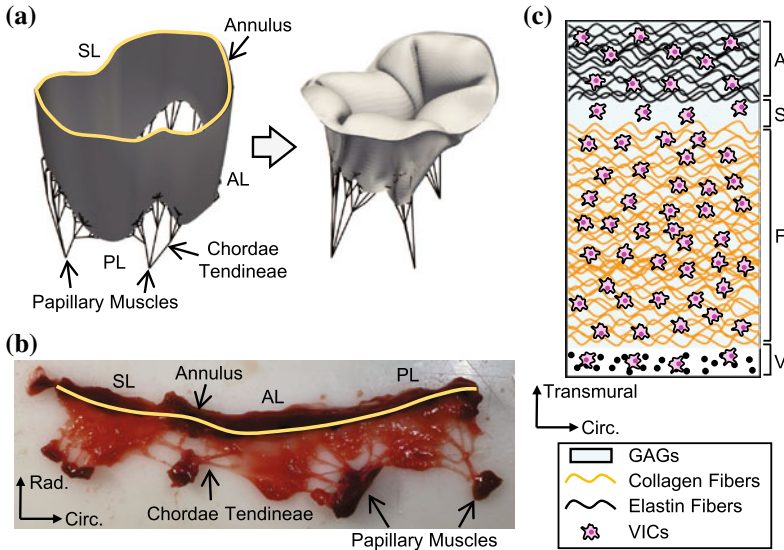 (a)
SL
Annulus
AL
PL
Chordae
Tendineae
Papillary Muscles
(b)
SL
Annulus
AL
PL
Rad.
Circ.
Chordae Tendineae
Papillary Muscles
(c)
A
S
F
V
Transmural
Circ.
GAGs
Collagen Fibers
Elastin Fibers
VICs